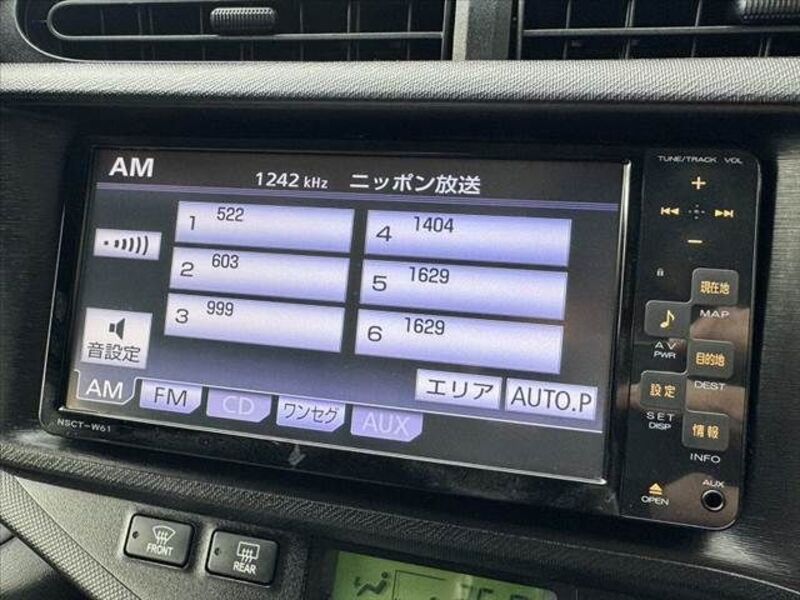 AM
1242 kHz ニッポン放送
1 522
4 1404
2 603
5 1629
3 999
6 1629
音設定
エリア
AUTO.P
AM
FM
CD
ワンセグ
AUX
NSCT-W61
TUNE/TRACK VOL
+
−
現在地
MAP
AV
PWR
目的地
DEST
設定
SET
DISP
情報
INFO
OPEN
AUX
FRONT
REAR